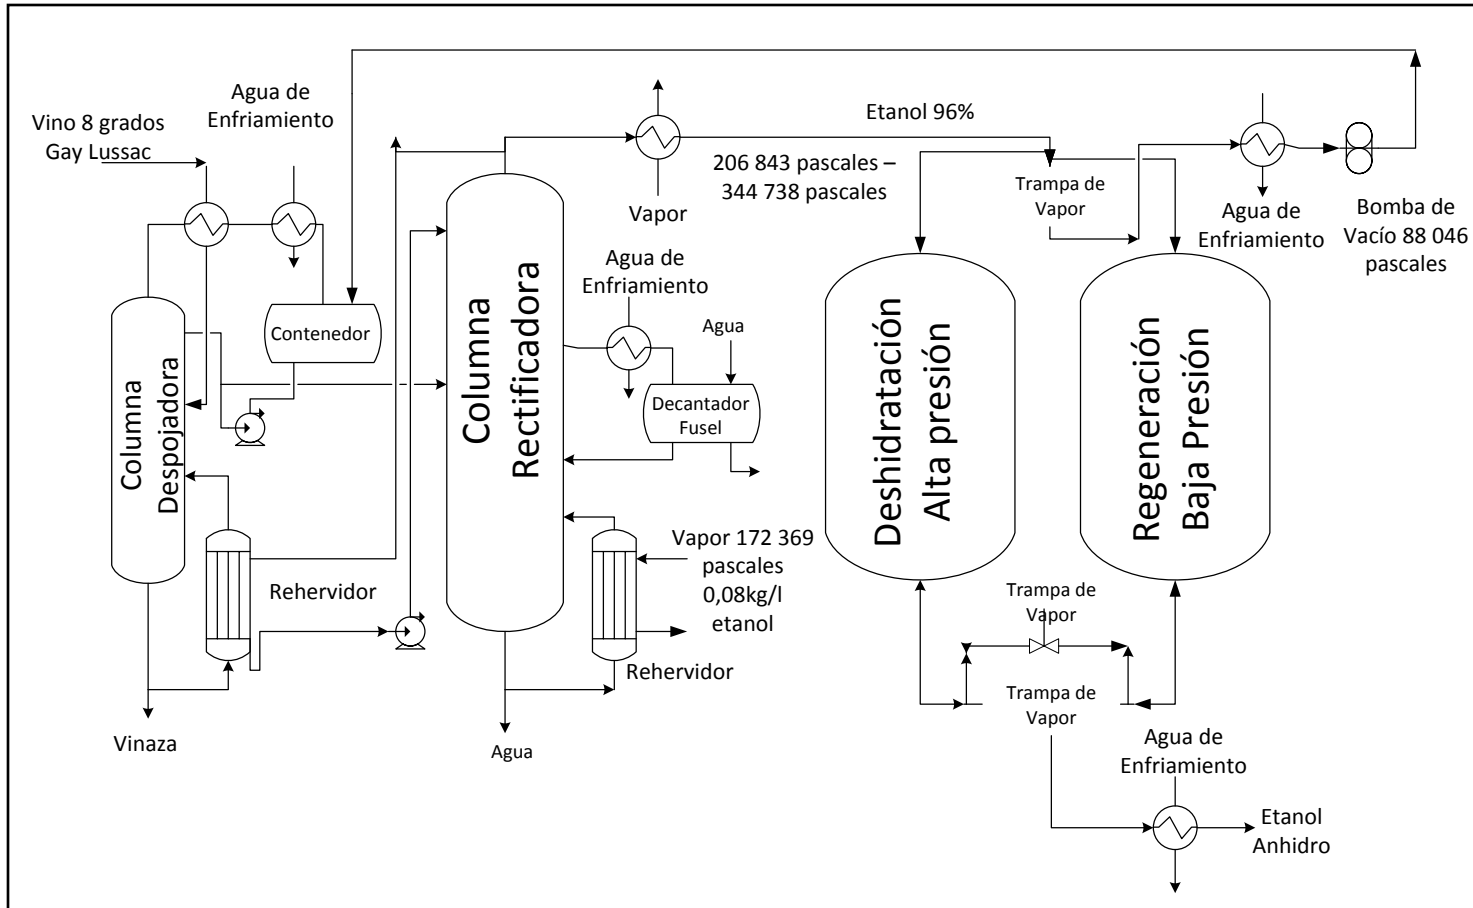 Agua de
Enfriamiento
Vino 8 grados
Gay Lussac
Etanol 96%
206 843 pascales –
344 738 pascales
Vapor
Trampa de
Vapor
Agua de
Enfriamiento
Bomba de
Vacío 88 046
pascales
Contenedor
Columna
Despojadora
Columna
Rectificadora
Agua de
Enfriamiento
Agua
Decantador
Fusel
Deshidratación
Alta presión
Regeneración
Baja Presión
Rehervidor
Vapor 172 369
pascales
0,08kg/l
etanol
Rehervidor
Trampa de
Vapor
Trampa de
Vapor
Vinaza
Agua
Agua de
Enfriamiento
Etanol
Anhidro